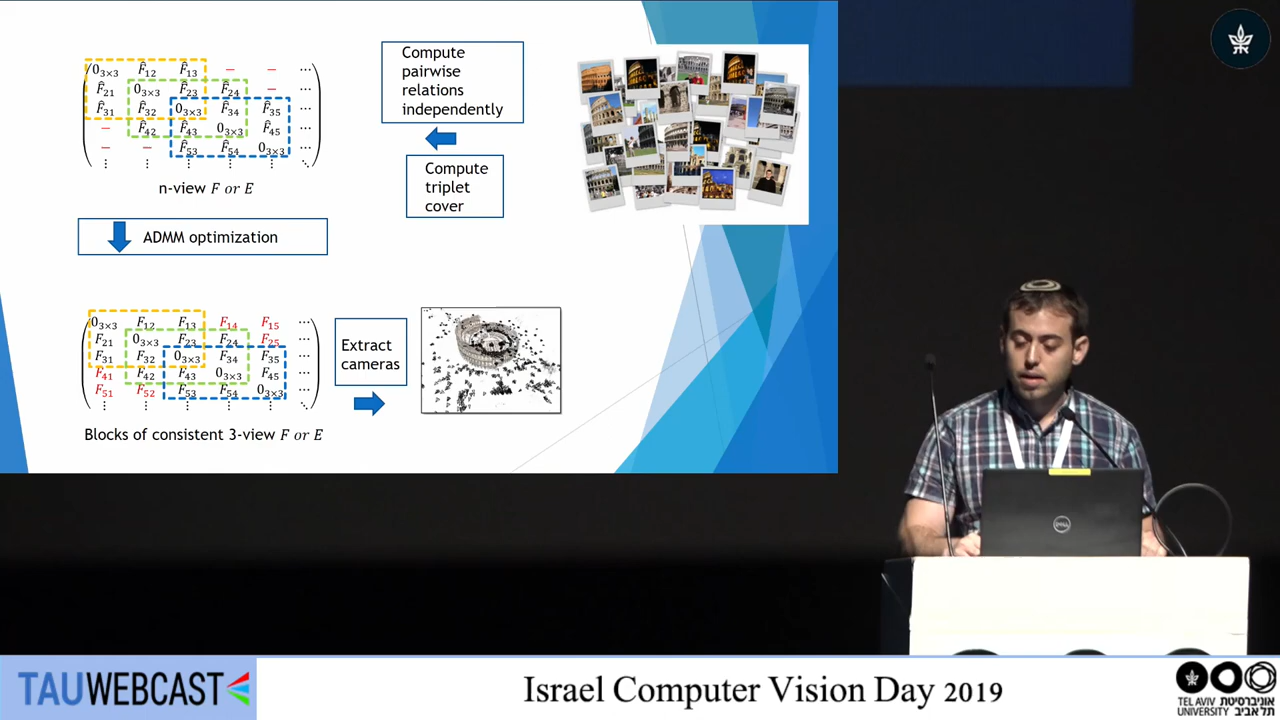 0₃ₓ₃ F̂₁₂ F̂₁₃ – – ⋯
F̂₂₁ 0₃ₓ₃ F̂₂₃ F̂₂₄ – ⋯
F̂₃₁ F̂₃₂ 0₃ₓ₃ F̂₃₄ F̂₃₅ ⋯
– F̂₄₂ F̂₄₃ 0₃ₓ₃ F̂₄₅ ⋯
– – F̂₅₃ F̂₅₄ 0₃ₓ₃ ⋯
⋮ ⋮ ⋮ ⋮ ⋮ ⋱
n-view F or E
Compute
pairwise
relations
independently
Compute
triplet
cover
ADMM optimization
0₃ₓ₃ F₁₂ F₁₃ F₁₄ F₁₅ ⋯
F₂₁ 0₃ₓ₃ F₂₃ F₂₄ F₂₅ ⋯
F₃₁ F₃₂ 0₃ₓ₃ F₃₄ F₃₅ ⋯
F₄₁ F₄₂ F₄₃ 0₃ₓ₃ F₄₅ ⋯
F₅₁ F₅₂ F₅₃ F₅₄ 0₃ₓ₃ ⋯
⋮ ⋮ ⋮ ⋮ ⋮ ⋱
Blocks of consistent 3-view F or E
Extract
cameras
DELL
TAUWEBCAST
Israel Computer Vision Day 2019
TEL AVIV אוניברסיטת
UNIVERSITY תל אביב